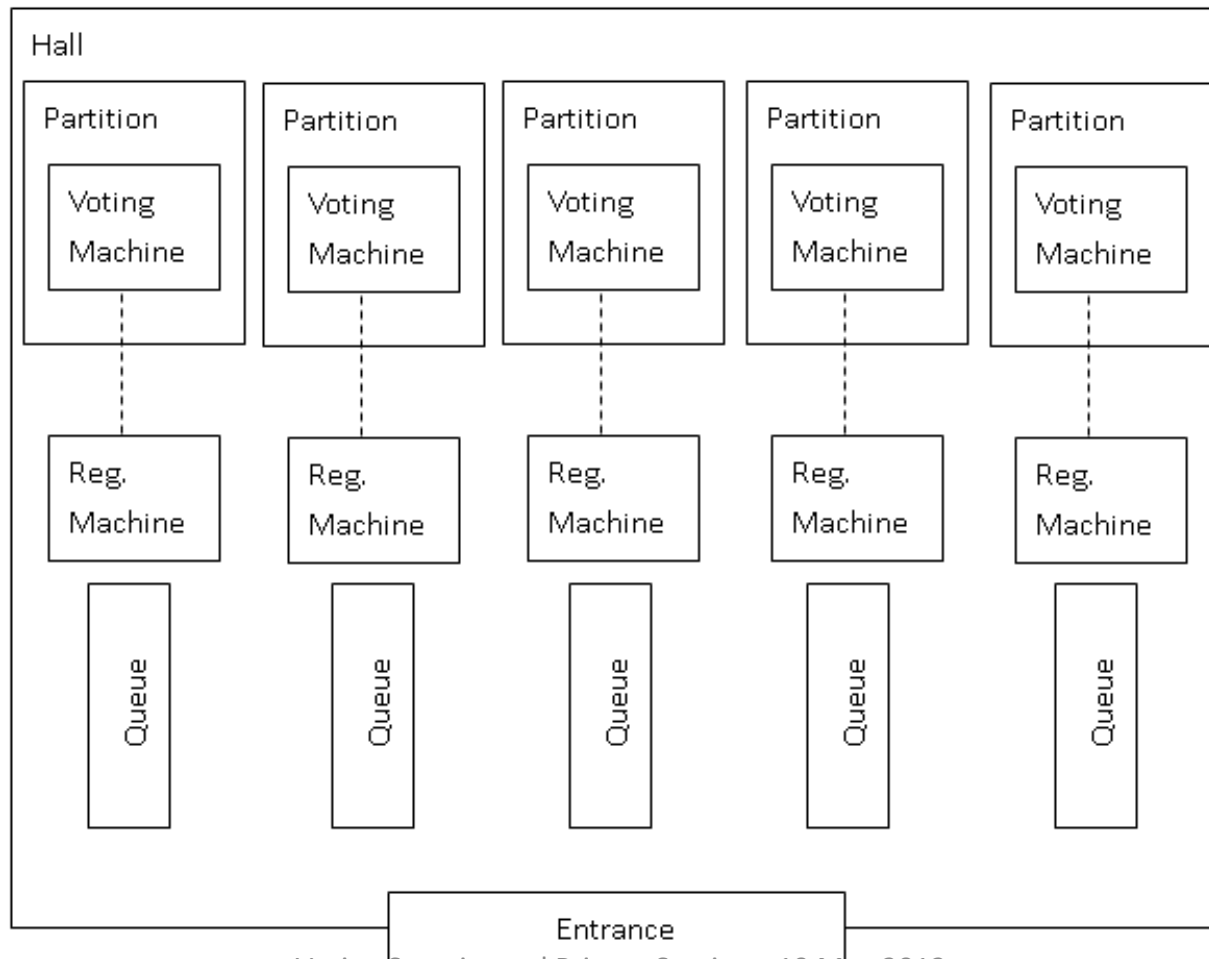 Hall
Partition
Partition
Partition
Partition
Partition
Voting
Machine
Voting
Machine
Voting
Machine
Voting
Machine
Voting
Machine
Reg.
Machine
Reg.
Machine
Reg.
Machine
Reg.
Machine
Reg.
Machine
Queue
Queue
Queue
Queue
Queue
Entrance